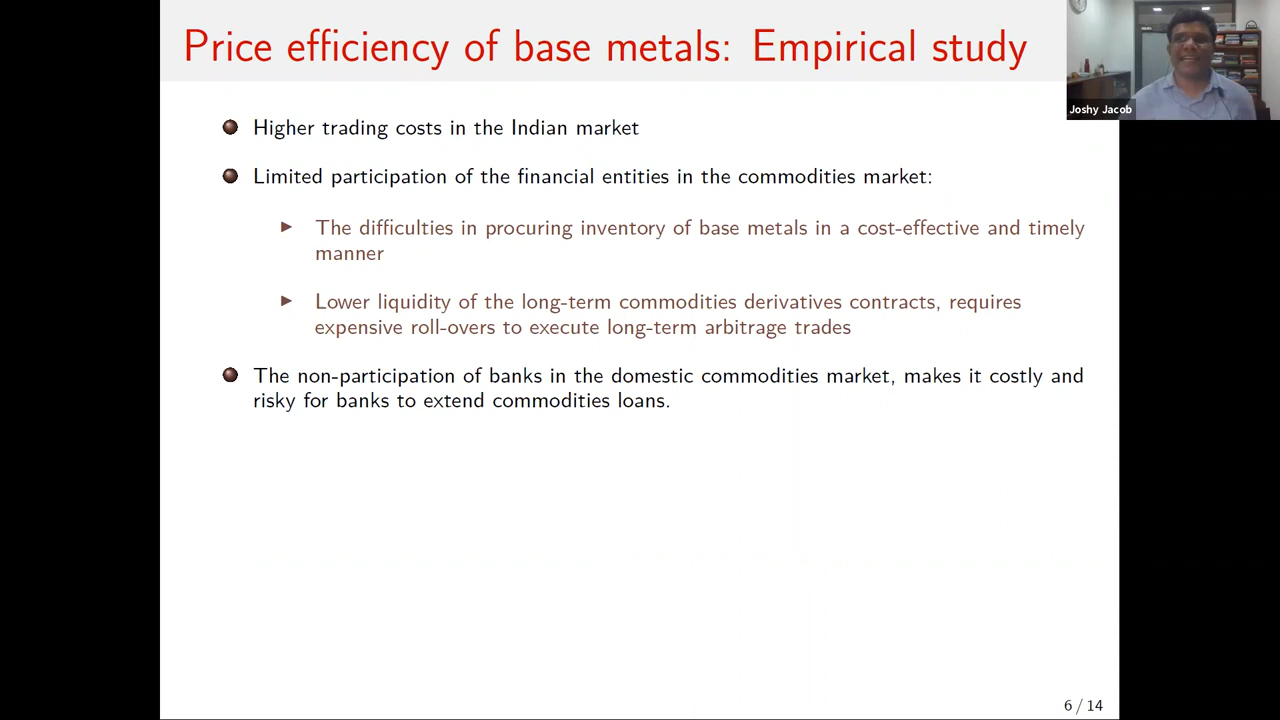 Price efficiency of base metals: Empirical study
Joshy Jacob
Higher trading costs in the Indian market
Limited participation of the financial entities in the commodities market:
The difficulties in procuring inventory of base metals in a cost-effective and timely
manner
Lower liquidity of the long-term commodities derivatives contracts, requires
expensive roll-overs to execute long-term arbitrage trades
The non-participation of banks in the domestic commodities market, makes it costly and
risky for banks to extend commodities loans.
6 / 14